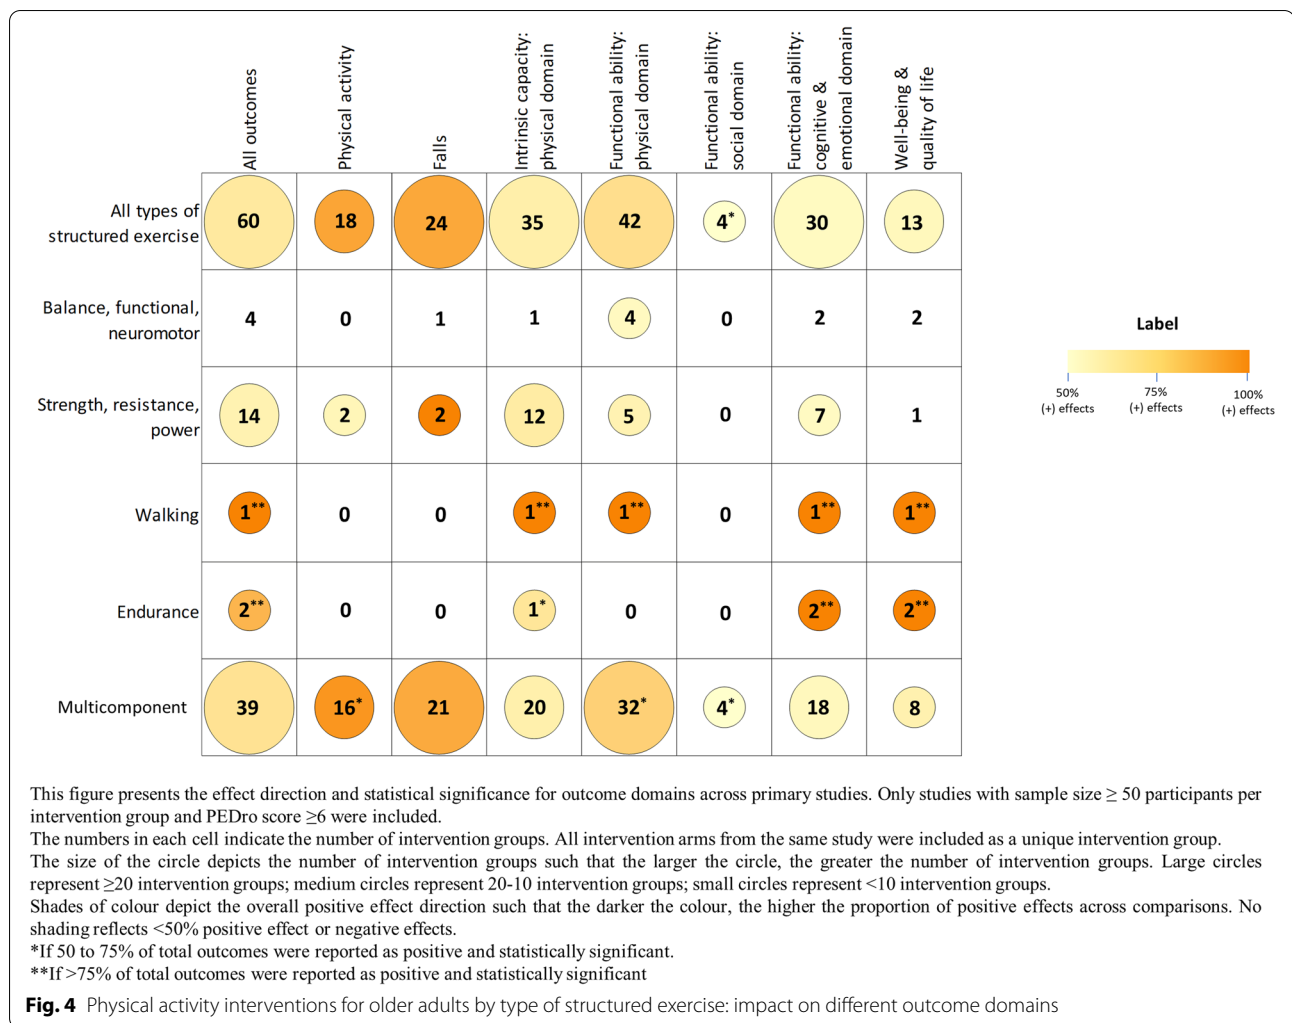 All outcomes
Physical activity
Falls
Intrinsic capacity:
physical domain
Functional ability:
physical domain
Functional ability:
social domain
Functional ability:
cognitive &
emotional domain
Well-being &
quality of life
All types of
structured exercise
60 18 24 35 42 4* 30 13
Balance, functional,
neuromotor
4 0 1 1 4 0 2 2
Strength, resistance,
power
14 2 2 12 5 0 7 1
Walking
1** 0 0 1** 1** 0 1** 1**
Endurance
2** 0 0 1* 0 0 2** 2**
Multicomponent
39 16* 21 20 32* 4* 18 8
Label
50% 75% 100%
(+) effects (+) effects (+) effects
This figure presents the effect direction and statistical significance for outcome domains across primary studies. Only studies with sample size ≥ 50 participants per
intervention group and PEDro score ≥6 were included.
The numbers in each cell indicate the number of intervention groups. All intervention arms from the same study were included as a unique intervention group.
The size of the circle depicts the number of intervention groups such that the larger the circle, the greater the number of intervention groups. Large circles
represent ≥20 intervention groups; medium circles represent 20-10 intervention groups; small circles represent <10 intervention groups.
Shades of colour depict the overall positive effect direction such that the darker the colour, the higher the proportion of positive effects across comparisons. No
shading reflects <50% positive effect or negative effects.
*If 50 to 75% of total outcomes were reported as positive and statistically significant.
**If >75% of total outcomes were reported as positive and statistically significant
Fig. 4 Physical activity interventions for older adults by type of structured exercise: impact on different outcome domains